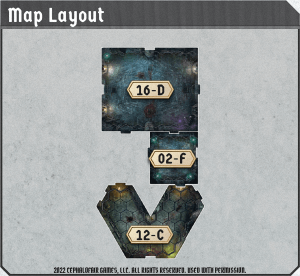 Map Layout
16-D
02-F
12-C
2022 CEPHALOFAIR GAMES, LLC. ALL RIGHTS RESERVED. USED WITH PERMISSION.